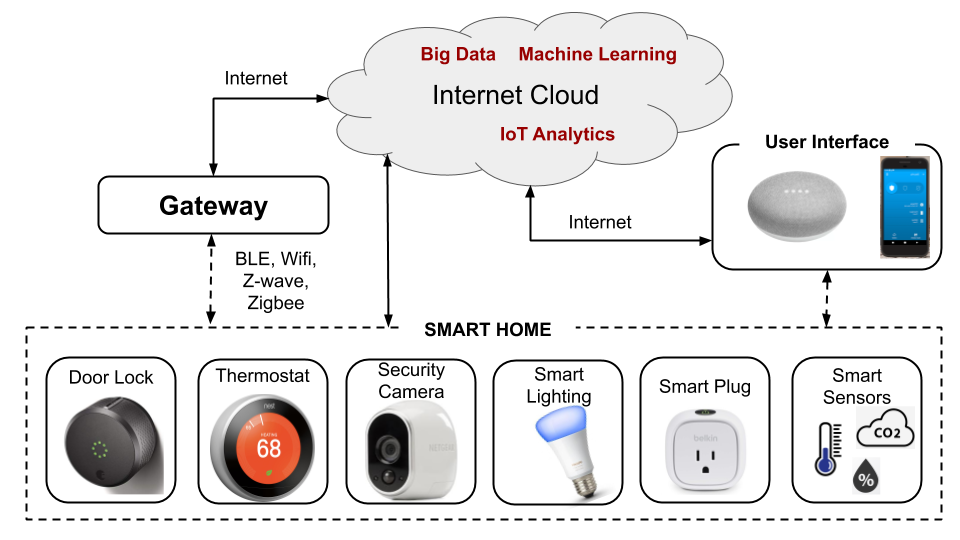 Big Data Machine Learning
Internet Cloud
IoT Analytics
Internet
Gateway
BLE, Wifi,
Z-wave,
Zigbee
User Interface
Internet
SMART HOME
Door Lock
Thermostat
nest
HEATING
68
Security
Camera
NETGEAR
Smart
Lighting
Smart Plug
belkin
Smart
Sensors
CO2
%